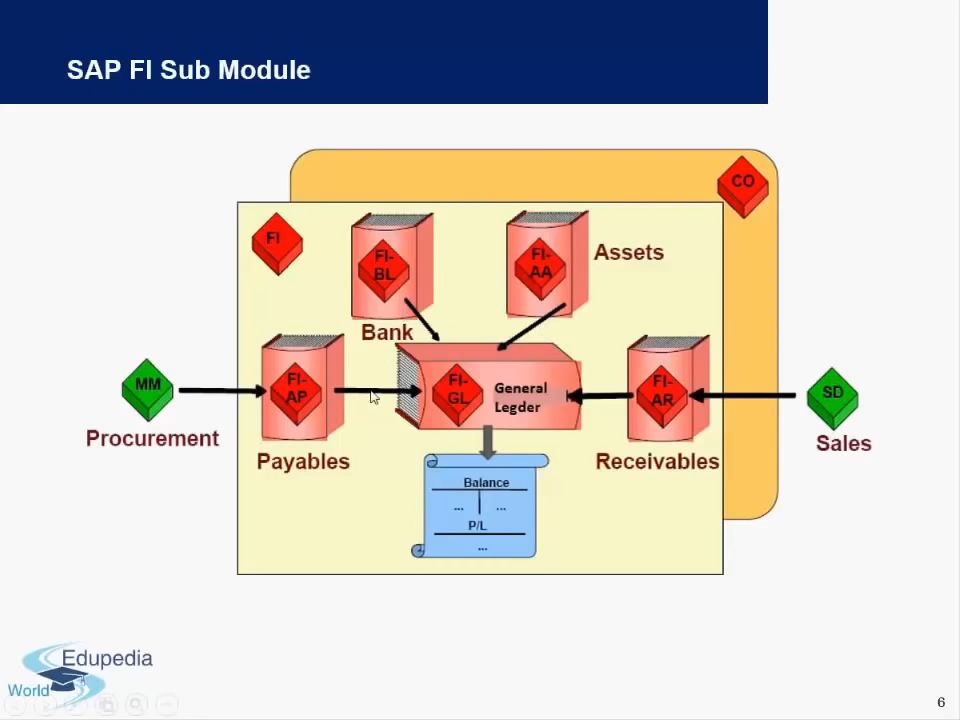 SAP FI Sub Module
CO
FI
FI-
BL
FI-
AA
Assets
Bank
MM
FI-
AP
FI-
GL
General
Legder
FI-
AR
SD
Procurement
Payables
Receivables
Sales
Balance
... ...
P/L
...
Edupedia
World
6